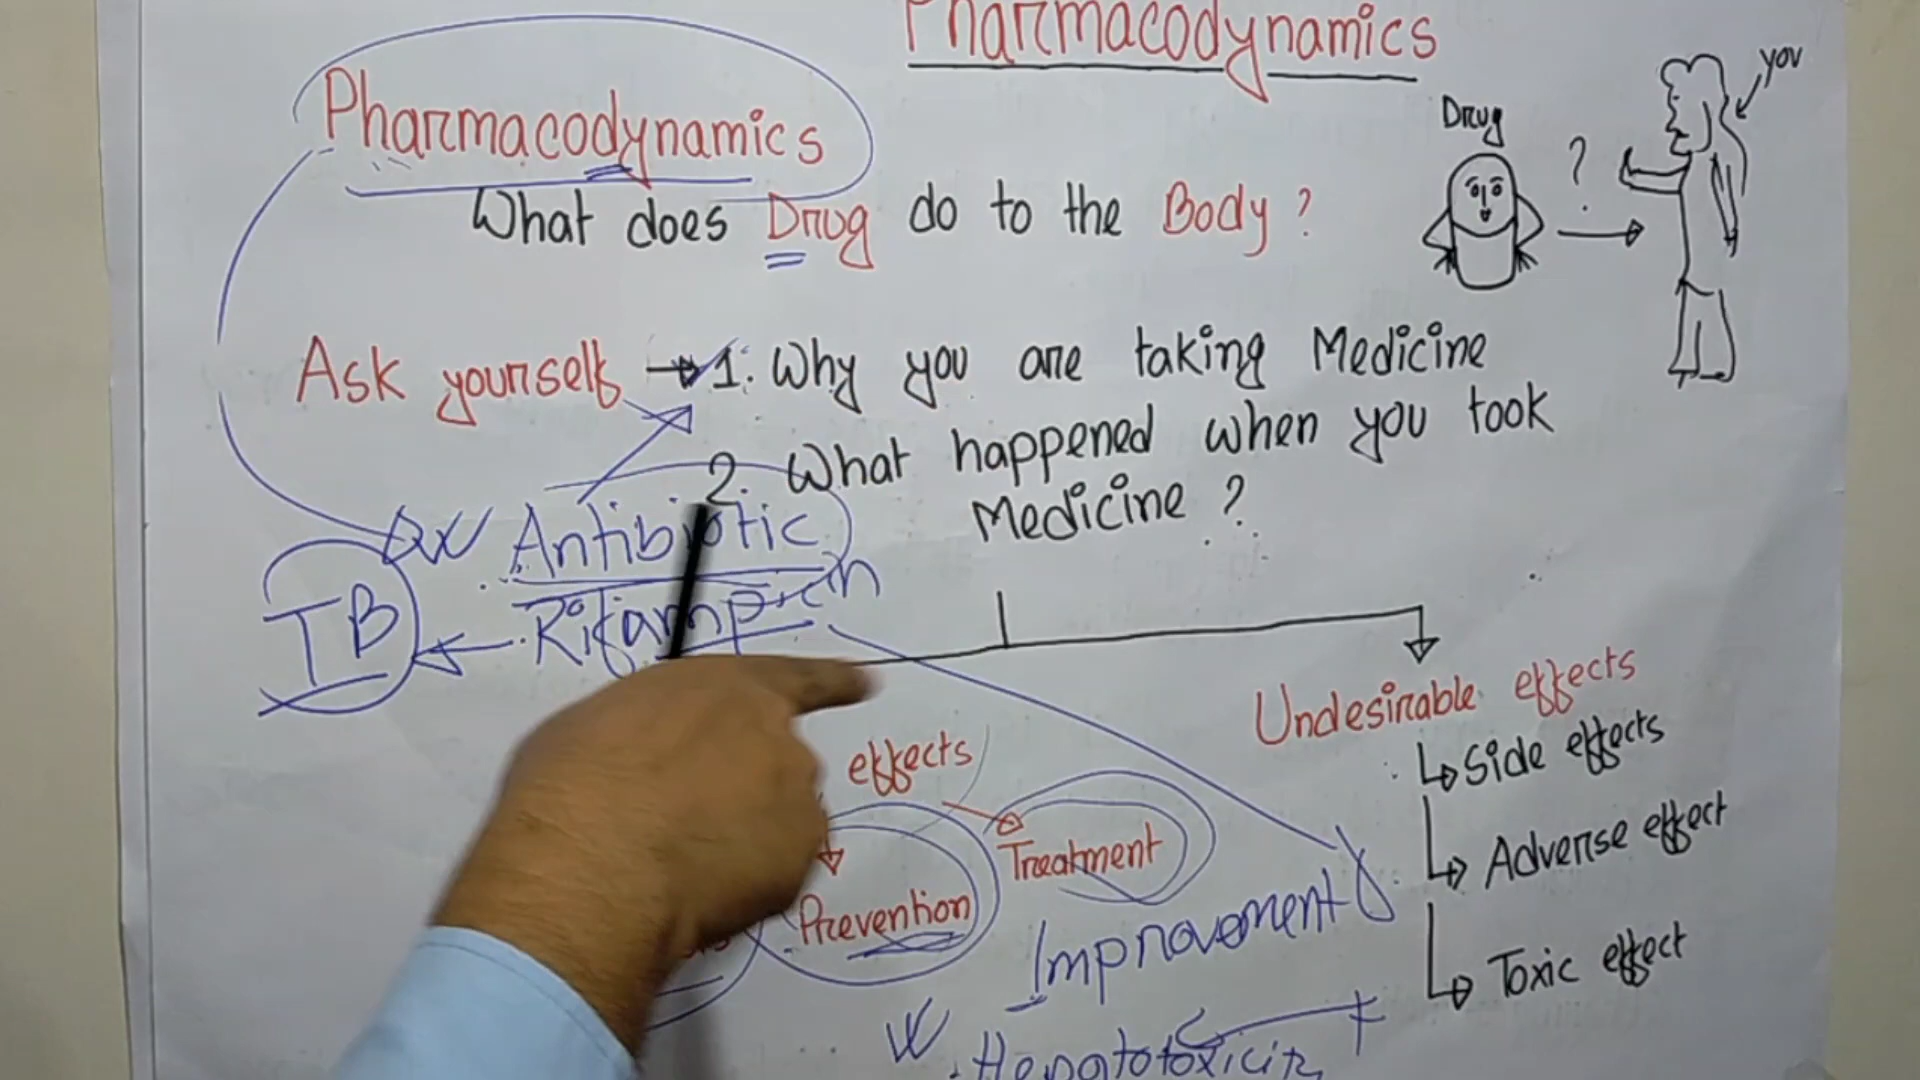 Pharmacodynamics
Pharmacodynamics
you
Drug
?
What does Drug do to the Body ?
Ask yourself → 1. Why you are taking Medicine
2. What happened when you took
Medicine ?
Antibiotic
TB ← Rifampicin
Undesirable effects
↳ Side effects
↳ Adverse effect
↳ Toxic effect
effects
Treatment
Prevention
Improvement
Hepatotoxicity